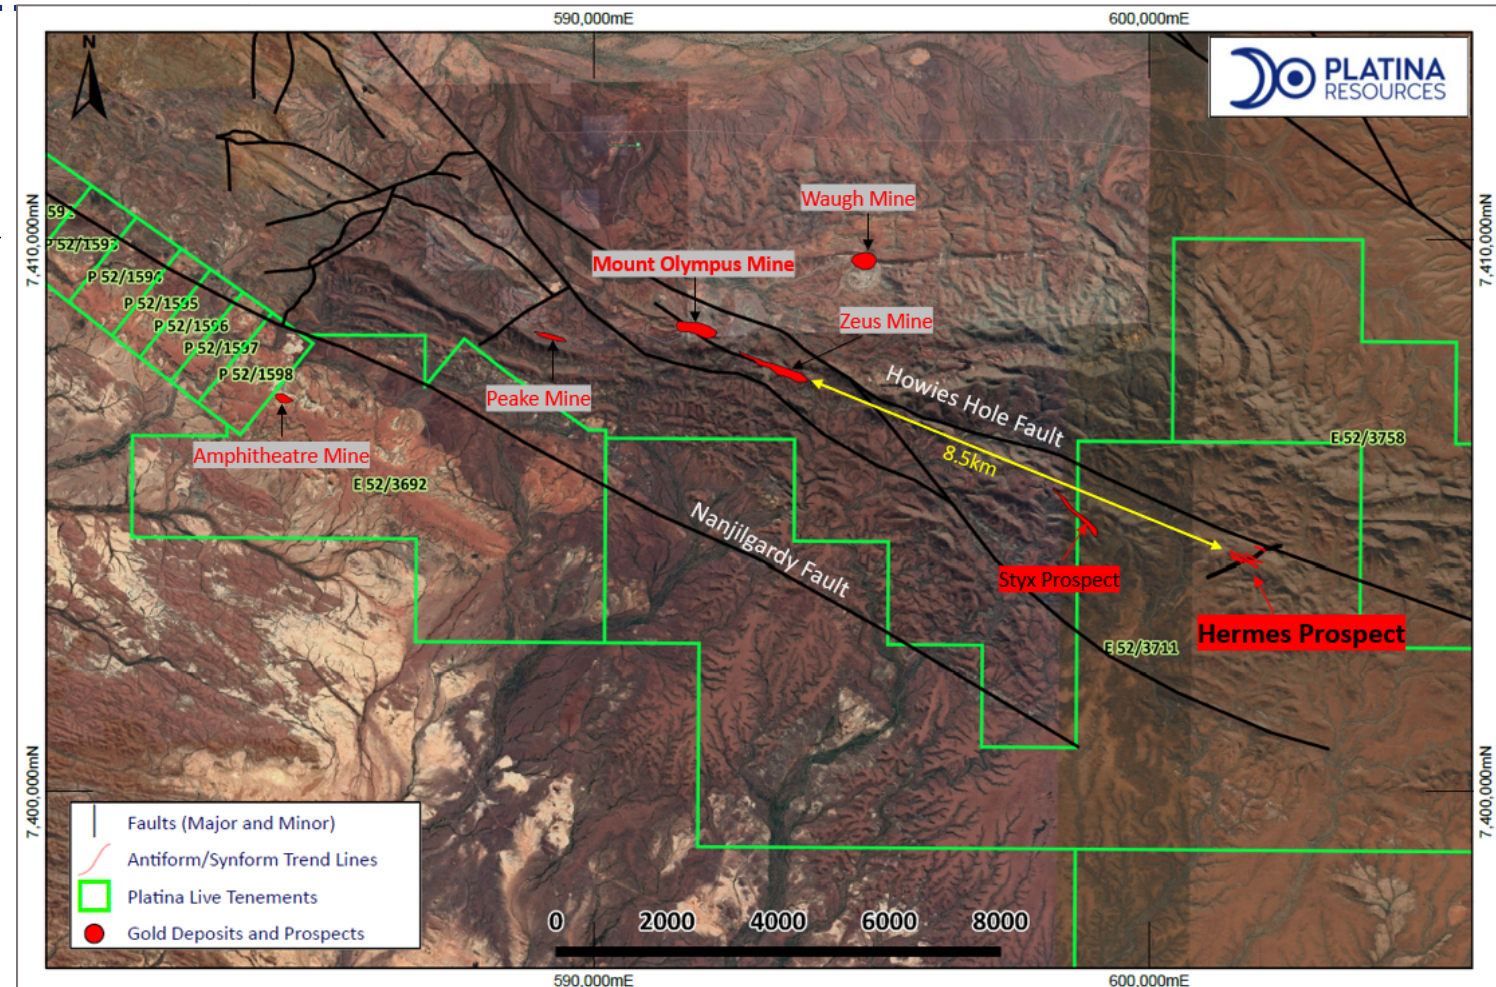 590,000mE
600,000mE
N
PLATINA
RESOURCES
7,410,000mN
7,410,000mN
Waugh Mine
Mount Olympus Mine
Zeus Mine
P 52/1594
P 52/1595
P 52/1596
P 52/1597
P 52/1598
Peake Mine
Howies Hole Fault
E 52/3758
Amphitheatre Mine
8.5km
E 52/3692
Nanjilgardy Fault
Styx Prospect
Hermes Prospect
E 52/3711
7,400,000mN
7,400,000mN
Faults (Major and Minor)
Antiform/Synform Trend Lines
Platina Live Tenements
Gold Deposits and Prospects
0 2000 4000 6000 8000
590,000mE
600,000mE